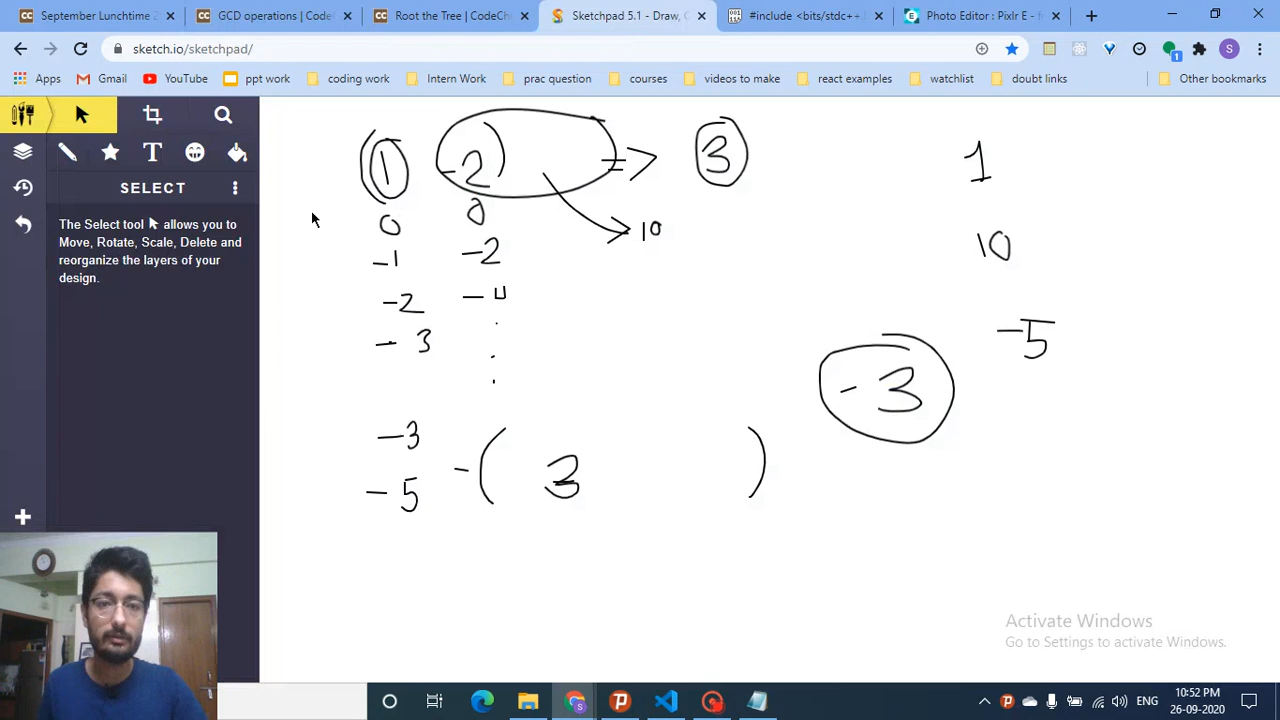 September Lunchtime 2
GCD operations | Code
Root the Tree | CodeCh
Sketchpad 5.1 - Draw, C
#include <bits/stdc++.
Photo Editor : Pixlr E - f
sketch.io/sketchpad/
S
1
Apps
Gmail
YouTube
ppt work
coding work
Intern Work
prac question
courses
videos to make
react examples
watchlist
doubt links
Other bookmarks
SELECT
The Select tool allows you to
Move, Rotate, Scale, Delete and
reorganize the layers of your
design.
1 -2 => 3 1
0 0 10 10
-1 -2
-2 -4
-3 -5
-3
-3 -( 3 )
-5
Activate Windows
Go to Settings to activate Windows.
ENG
10:52 PM
26-09-2020